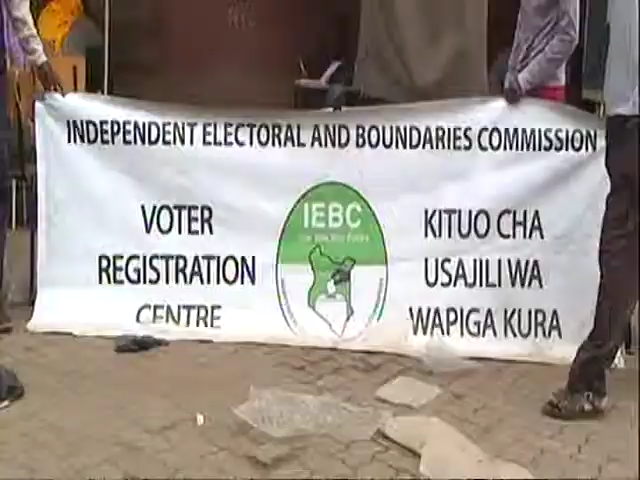 INDEPENDENT ELECTORAL AND BOUNDARIES COMMISSION
VOTER
REGISTRATION
CENTRE
IEBC
KITUO CHA
USAJILI WA
WAPIGA KURA